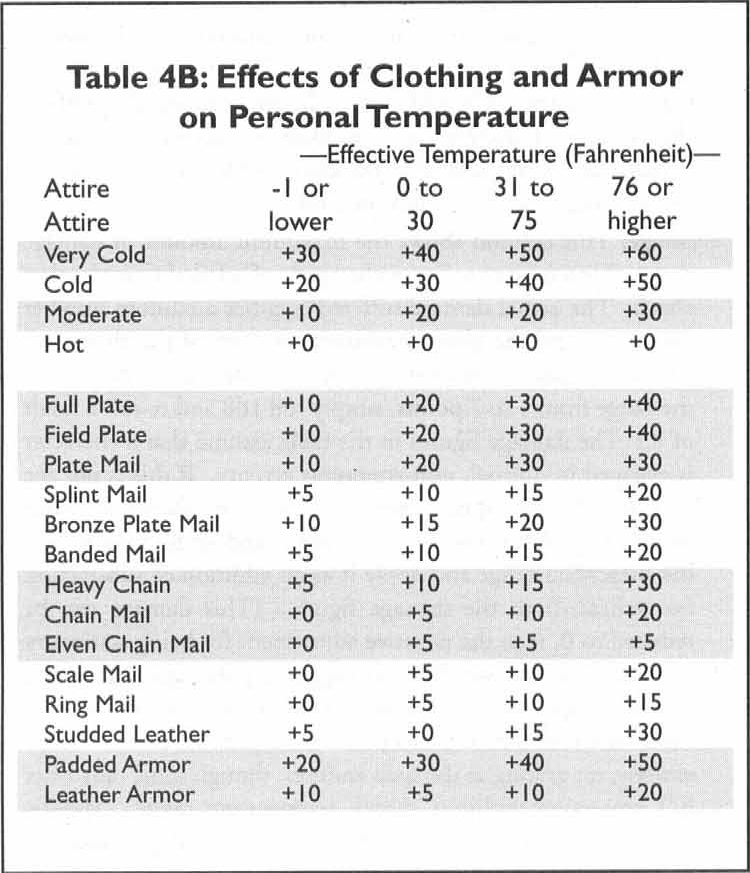 Table 4B: Effects of Clothing and Armor
on Personal Temperature
—Effective Temperature (Fahrenheit)—
Attire -1 or 0 to 31 to 76 or
Attire lower 30 75 higher
Very Cold +30 +40 +50 +60
Cold +20 +30 +40 +50
Moderate +10 +20 +20 +30
Hot +0 +0 +0 +0
Full Plate +10 +20 +30 +40
Field Plate +10 +20 +30 +40
Plate Mail +10 +20 +30 +30
Splint Mail +5 +10 +15 +20
Bronze Plate Mail +10 +15 +20 +30
Banded Mail +5 +10 +15 +20
Heavy Chain +5 +10 +15 +30
Chain Mail +0 +5 +10 +20
Elven Chain Mail +0 +5 +5 +5
Scale Mail +0 +5 +10 +20
Ring Mail +0 +5 +10 +15
Studded Leather +5 +0 +15 +30
Padded Armor +20 +30 +40 +50
Leather Armor +10 +5 +10 +20